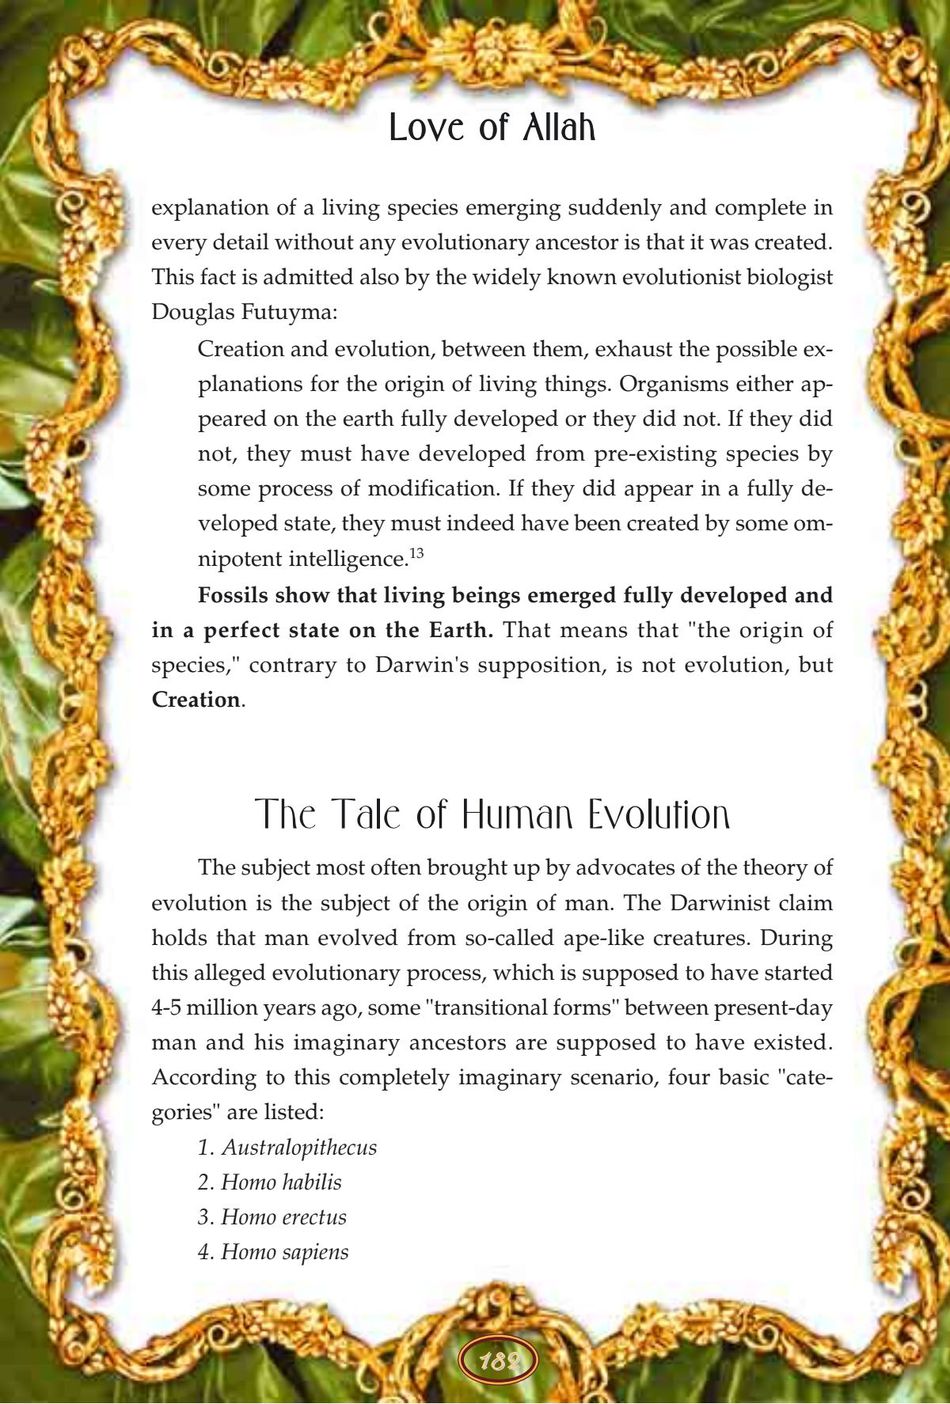 Love of Allah
explanation of a living species emerging suddenly and complete in
every detail without any evolutionary ancestor is that it was created.
This fact is admitted also by the widely known evolutionist biologist
Douglas Futuyma:
Creation and evolution, between them, exhaust the possible ex-
planations for the origin of living things. Organisms either ap-
peared on the earth fully developed or they did not. If they did
not, they must have developed from pre-existing species by
some process of modification. If they did appear in a fully de-
veloped state, they must indeed have been created by some om-
nipotent intelligence.13
Fossils show that living beings emerged fully developed and
in a perfect state on the Earth. That means that "the origin of
species," contrary to Darwin's supposition, is not evolution, but
Creation.
The Tale of Human Evolution
The subject most often brought up by advocates of the theory of
evolution is the subject of the origin of man. The Darwinist claim
holds that man evolved from so-called ape-like creatures. During
this alleged evolutionary process, which is supposed to have started
4-5 million years ago, some "transitional forms" between present-day
man and his imaginary ancestors are supposed to have existed.
According to this completely imaginary scenario, four basic "cate-
gories" are listed:
1. Australopithecus
2. Homo habilis
3. Homo erectus
4. Homo sapiens
182